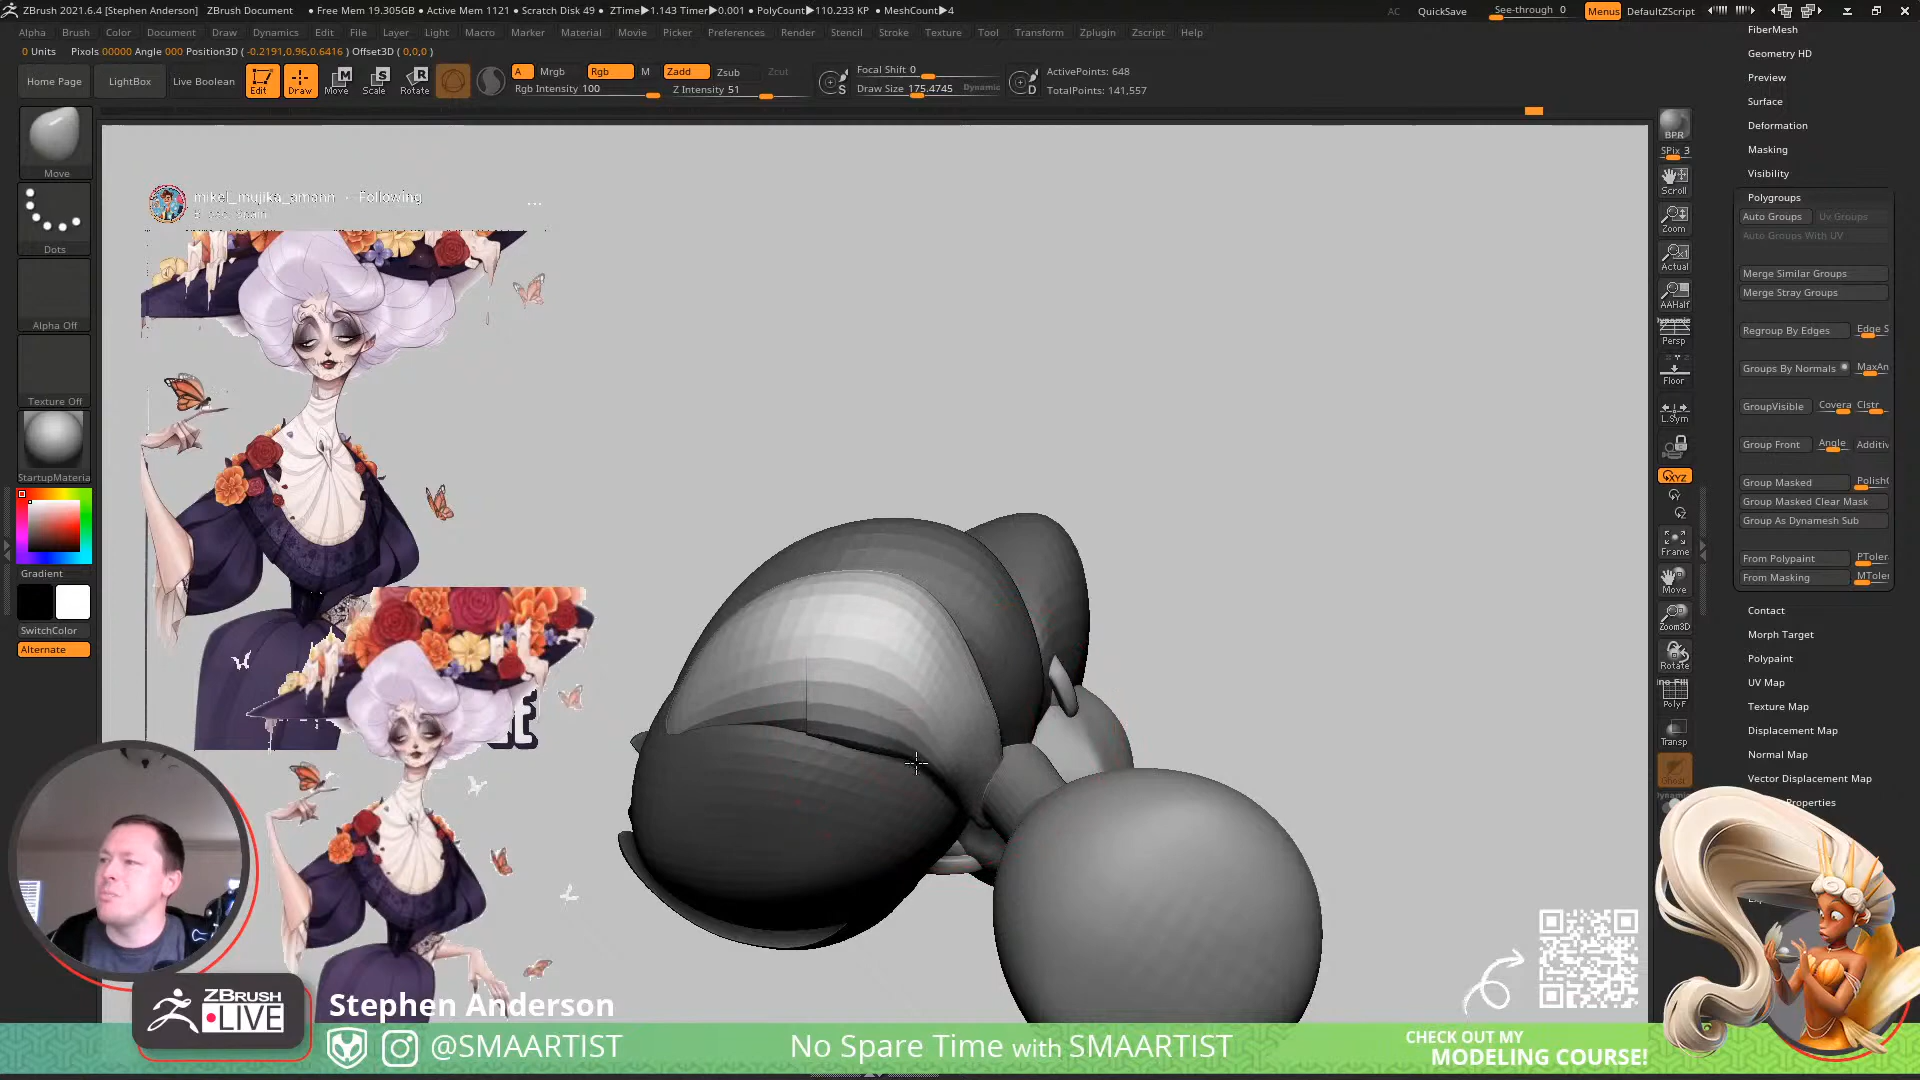 ZBrush 2021.6.4 [Stephen Anderson] ZBrush Document • Free Mem 19.305GB • Active Mem 1121 • Scratch Disk 49 • ZTime▶1.143 Timer▶0.001 • PolyCount▶110.233 KP • MeshCount▶4 AC QuickSave See-through 0 Menus DefaultZScript
Alpha Brush Color Document Draw Dynamics Edit File Layer Light Macro Marker Material Movie Picker Preferences Render Stencil Stroke Texture Tool Transform Zplugin Zscript Help
0 Units Pixols 00000 Angle 000 Position3D ( -0.2191,0.96,0.6416 ) Offset3D ( 0,0,0 )
Home Page LightBox Live Boolean Edit Draw Move Scale Rotate A Mrgb Rgb M Zadd Zsub Zcut Focal Shift 0 ActivePoints: 648
Rgb Intensity 100 Z Intensity 51 Draw Size 175.4745 Dynamic TotalPoints: 141,557
Move
Dots
Alpha Off
Texture Off
StartupMateria
Gradient
SwitchColor
Alternate
mikel_mujika_amann · Following
BPR
SPix 3
Scroll
Zoom
Actual
AAHalf
Dynamic
Persp
Floor
L.Sym
XYZ
Frame
Move
Zoom3D
Rotate
PolyF
Transp
Ghost
FiberMesh
Geometry HD
Preview
Surface
Deformation
Masking
Visibility
Polygroups
Auto Groups Uv Groups
Auto Groups With UV
Merge Similar Groups
Merge Stray Groups
Regroup By Edges Edge S
Groups By Normals MaxAn
GroupVisible Covera Clstr
Group Front Angle Additiv
Group Masked Polish
Group Masked Clear Mask
Group As Dynamesh Sub
From Polypaint PToler
From Masking MToler
Contact
Morph Target
Polypaint
UV Map
Texture Map
Displacement Map
Normal Map
Vector Displacement Map
Properties
ZBRUSH
LIVE
Stephen Anderson
@SMAARTIST
No Spare Time with SMAARTIST
CHECK OUT MY
MODELING COURSE!